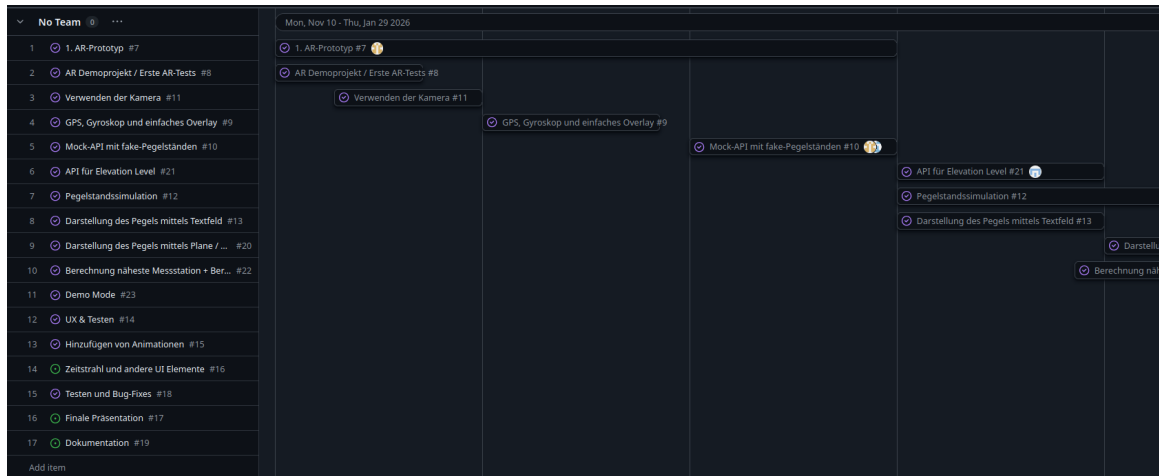 No Team 0 ...
Mon, Nov 10 - Thu, Jan 29 2026
1 1. AR-Prototyp #7
1. AR-Prototyp #7
2 AR Demoprojekt / Erste AR-Tests #8
AR Demoprojekt / Erste AR-Tests #8
3 Verwenden der Kamera #11
Verwenden der Kamera #11
4 GPS, Gyroskop und einfaches Overlay #9
GPS, Gyroskop und einfaches Overlay #9
5 Mock-API mit fake-Pegelständen #10
Mock-API mit fake-Pegelständen #10
6 API für Elevation Level #21
API für Elevation Level #21
7 Pegelstandssimulation #12
Pegelstandssimulation #12
8 Darstellung des Pegels mittels Textfeld #13
Darstellung des Pegels mittels Textfeld #13
9 Darstellung des Pegels mittels Plane / ... #20
Darstellu
10 Berechnung näheste Messstation + Ber... #22
Berechnung näh
11 Demo Mode #23
12 UX & Testen #14
13 Hinzufügen von Animationen #15
14 Zeitstrahl und andere UI Elemente #16
15 Testen und Bug-Fixes #18
16 Finale Präsentation #17
17 Dokumentation #19
Add item